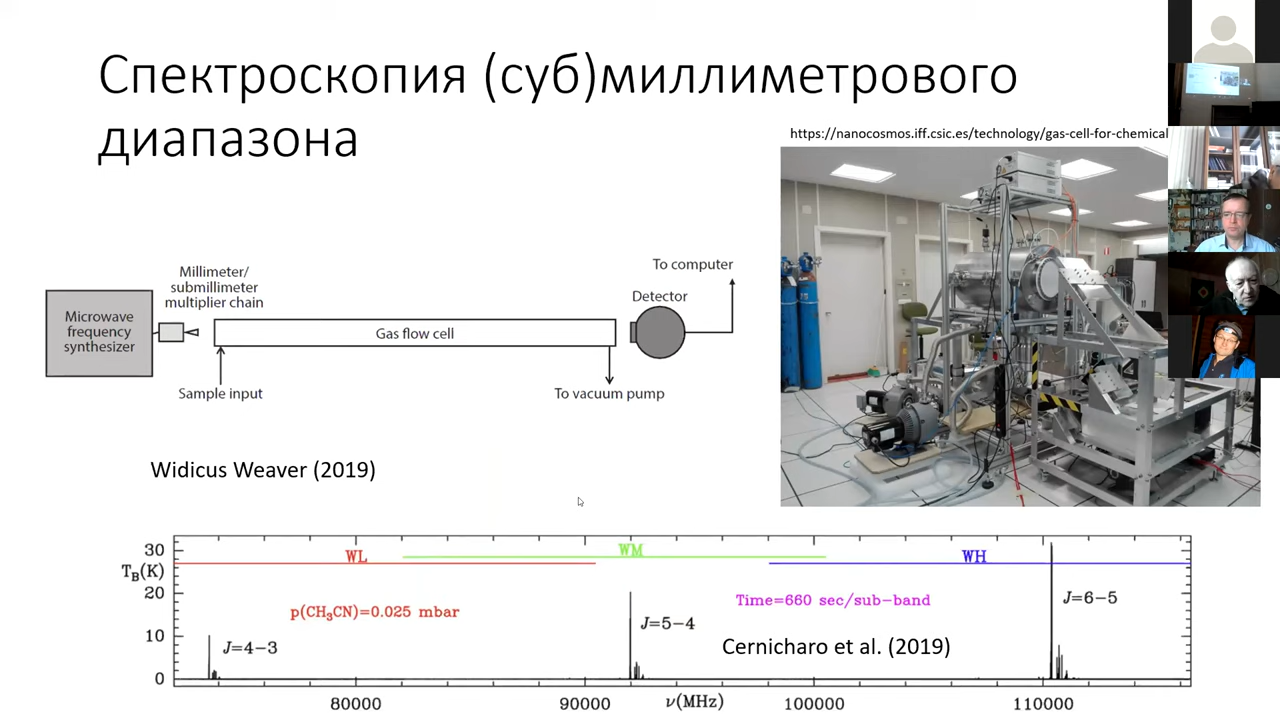 Спектроскопия (суб)миллиметрового
диапазона
https://nanocosmos.iff.csic.es/technology/gas-cell-for-chemical
Millimeter/
submillimeter
multiplier chain
Microwave
frequency
synthesizer
Gas flow cell
Sample input
To vacuum pump
Detector
To computer
Widicus Weaver (2019)
30
20
10
0
T_B(K)
WL
WM
WH
p(CH₃CN)=0.025 mbar
Time=660 sec/sub-band
J=4−3
J=5−4
J=6−5
Cernicharo et al. (2019)
80000
90000
ν(MHz)
100000
110000